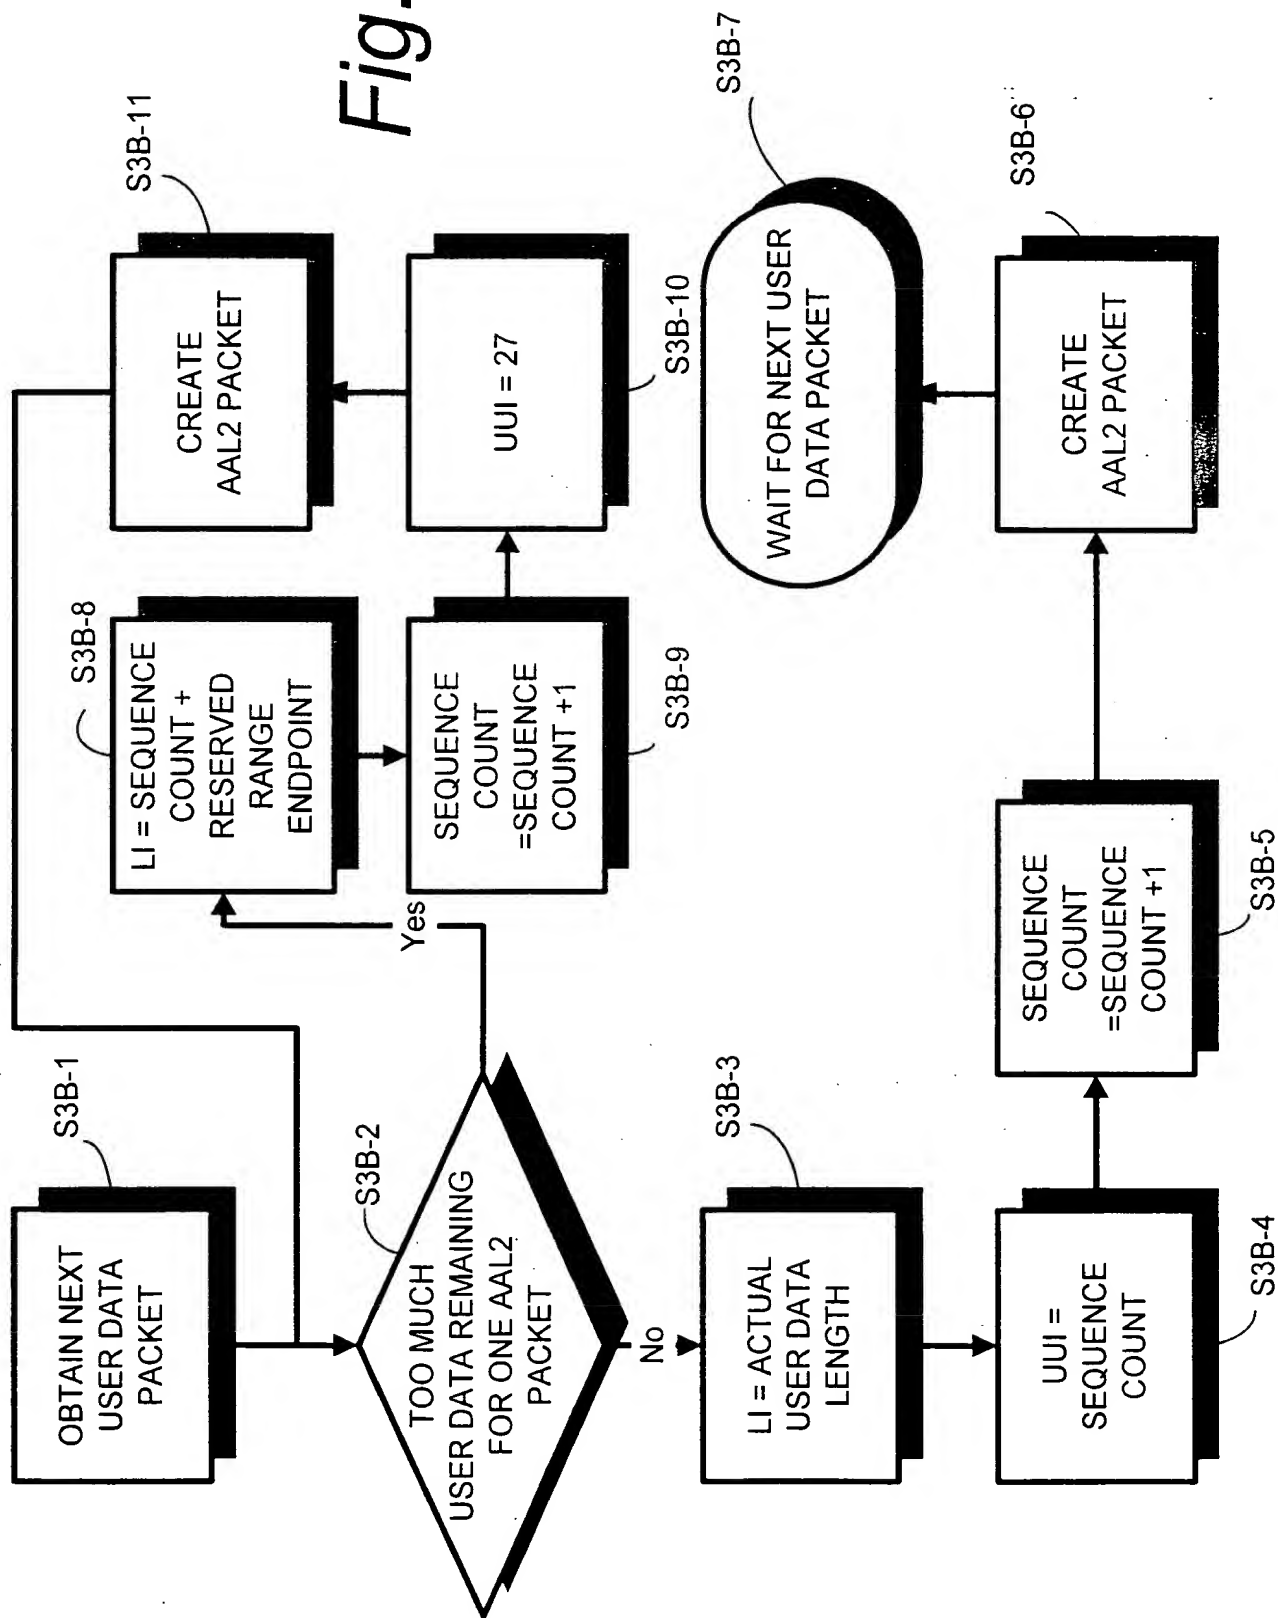 OBTAIN NEXT
USER DATA
PACKET
S3B-1
TOO MUCH
USER DATA REMAINING
FOR ONE AAL2
PACKET
S3B-2
Yes
No
LI = ACTUAL
USER DATA
LENGTH
S3B-3
UUI =
SEQUENCE
COUNT
S3B-4
SEQUENCE
COUNT
=SEQUENCE
COUNT +1
S3B-5
CREATE
AAL2 PACKET
S3B-6
WAIT FOR NEXT USER
DATA PACKET
S3B-7
LI = SEQUENCE
COUNT +
RESERVED
RANGE
ENDPOINT
S3B-8
SEQUENCE
COUNT
=SEQUENCE
COUNT +1
S3B-9
UUI = 27
S3B-10
CREATE
AAL2 PACKET
S3B-11
Fig.